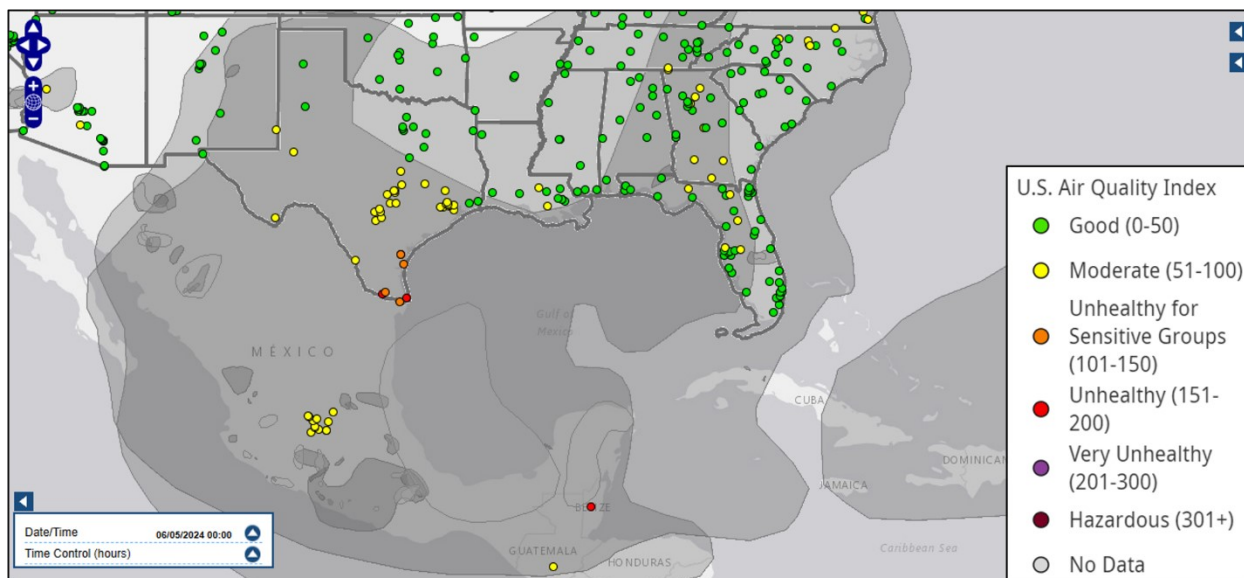 U.S. Air Quality Index
Good (0-50)
Moderate (51-100)
Unhealthy for
Sensitive Groups
(101-150)
Unhealthy (151-
200)
Very Unhealthy
(201-300)
Hazardous (301+)
No Data
Gulf of
Mexico
MÉXICO
CUBA
DOMINICAN
JAMAICA
BELIZE
GUATEMALA
HONDURAS
Caribbean Sea
Date/Time 06/05/2024 00:00
Time Control (hours)